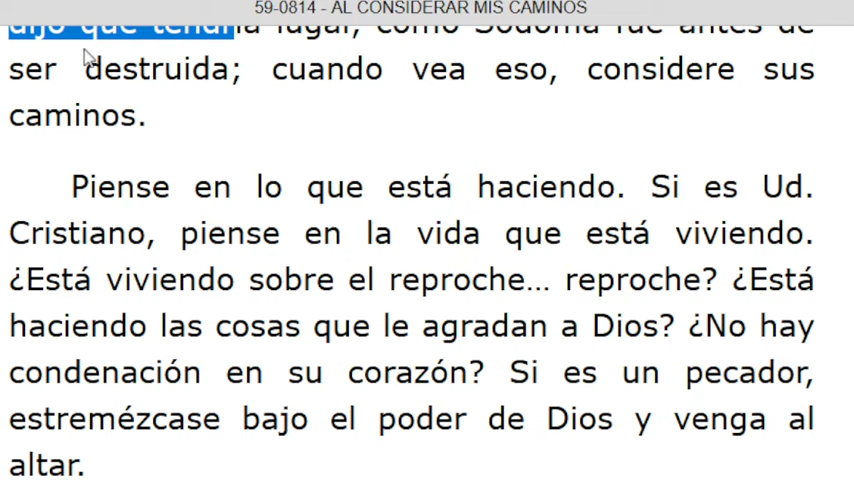 59-0814 - AL CONSIDERAR MIS CAMINOS
dijo que tendría lugar, como Sodoma fue antes de
ser destruida; cuando vea eso, considere sus
caminos.
Piense en lo que está haciendo. Si es Ud.
Cristiano, piense en la vida que está viviendo.
¿Está viviendo sobre el reproche… reproche? ¿Está
haciendo las cosas que le agradan a Dios? ¿No hay
condenación en su corazón? Si es un pecador,
estremézcase bajo el poder de Dios y venga al
altar.